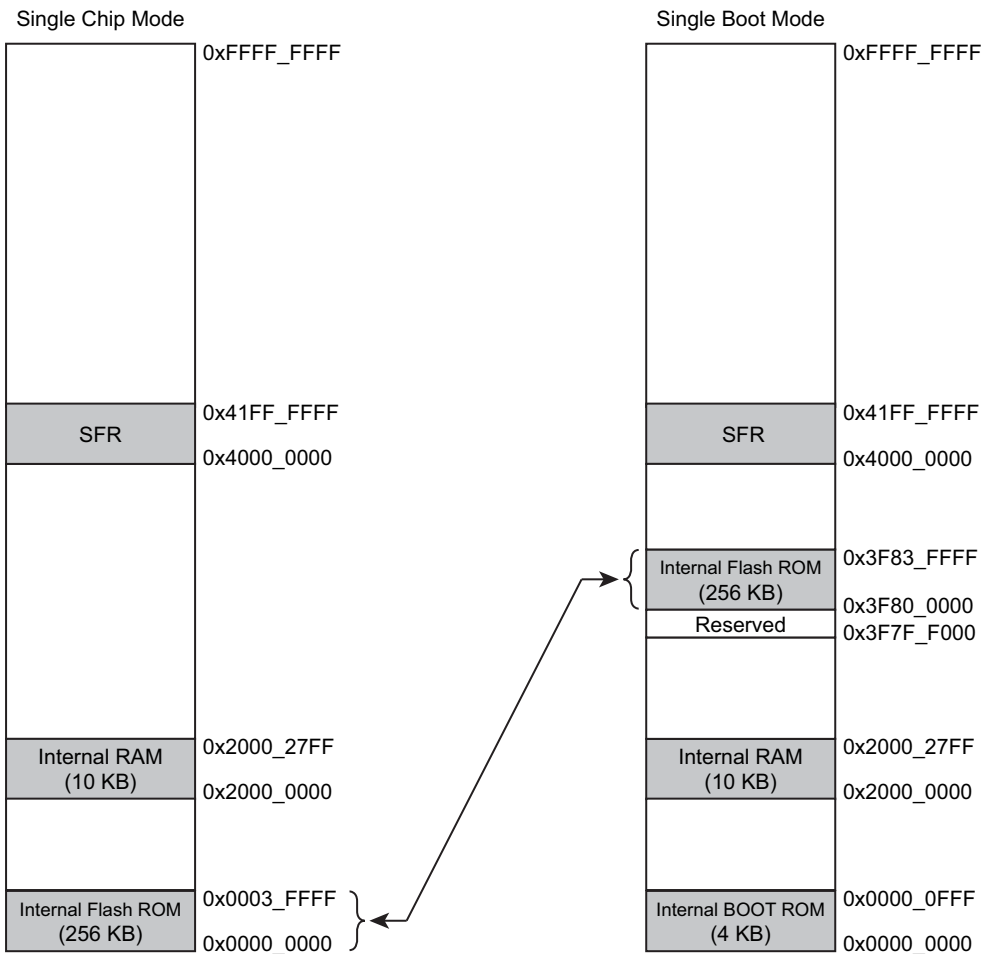 Single Chip Mode
0xFFFF_FFFF
SFR
0x41FF_FFFF
0x4000_0000
Internal RAM
(10 KB)
0x2000_27FF
0x2000_0000
Internal Flash ROM
(256 KB)
0x0003_FFFF
0x0000_0000
Single Boot Mode
0xFFFF_FFFF
SFR
0x41FF_FFFF
0x4000_0000
Internal Flash ROM
(256 KB)
0x3F83_FFFF
0x3F80_0000
Reserved
0x3F7F_F000
Internal RAM
(10 KB)
0x2000_27FF
0x2000_0000
Internal BOOT ROM
(4 KB)
0x0000_0FFF
0x0000_0000